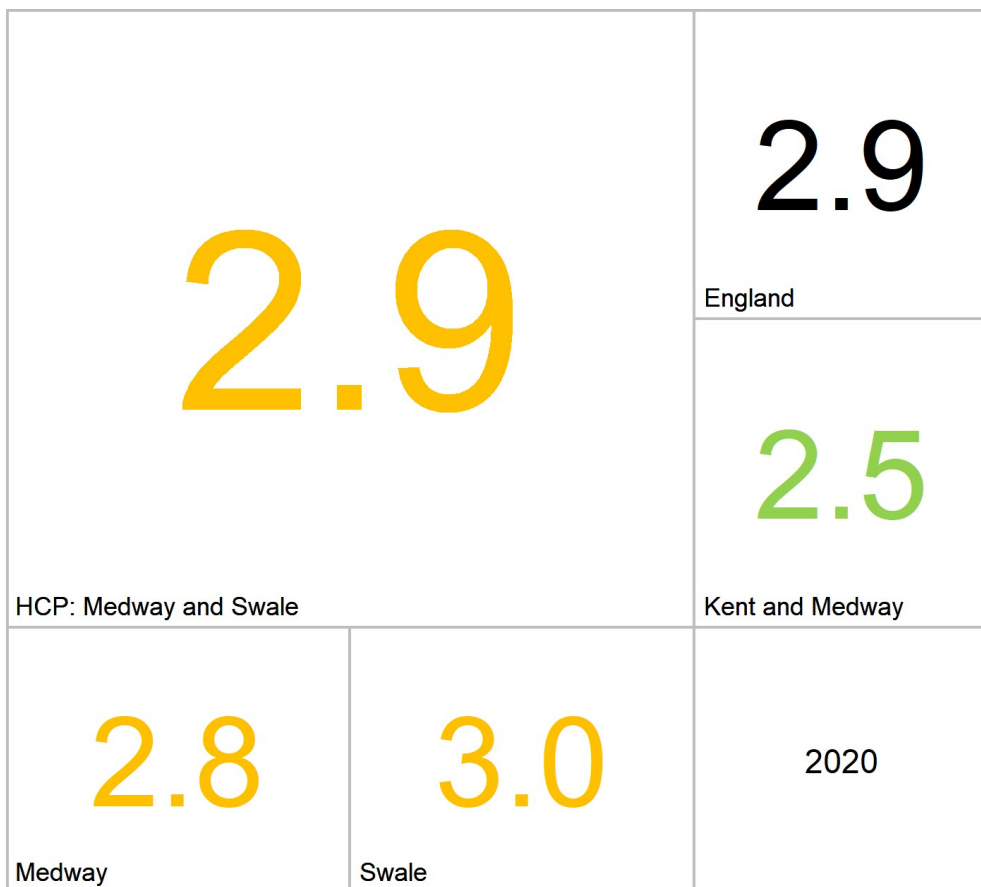 2.9
HCP: Medway and Swale
2.9
England
2.5
Kent and Medway
2.8
Medway
3.0
Swale
2020